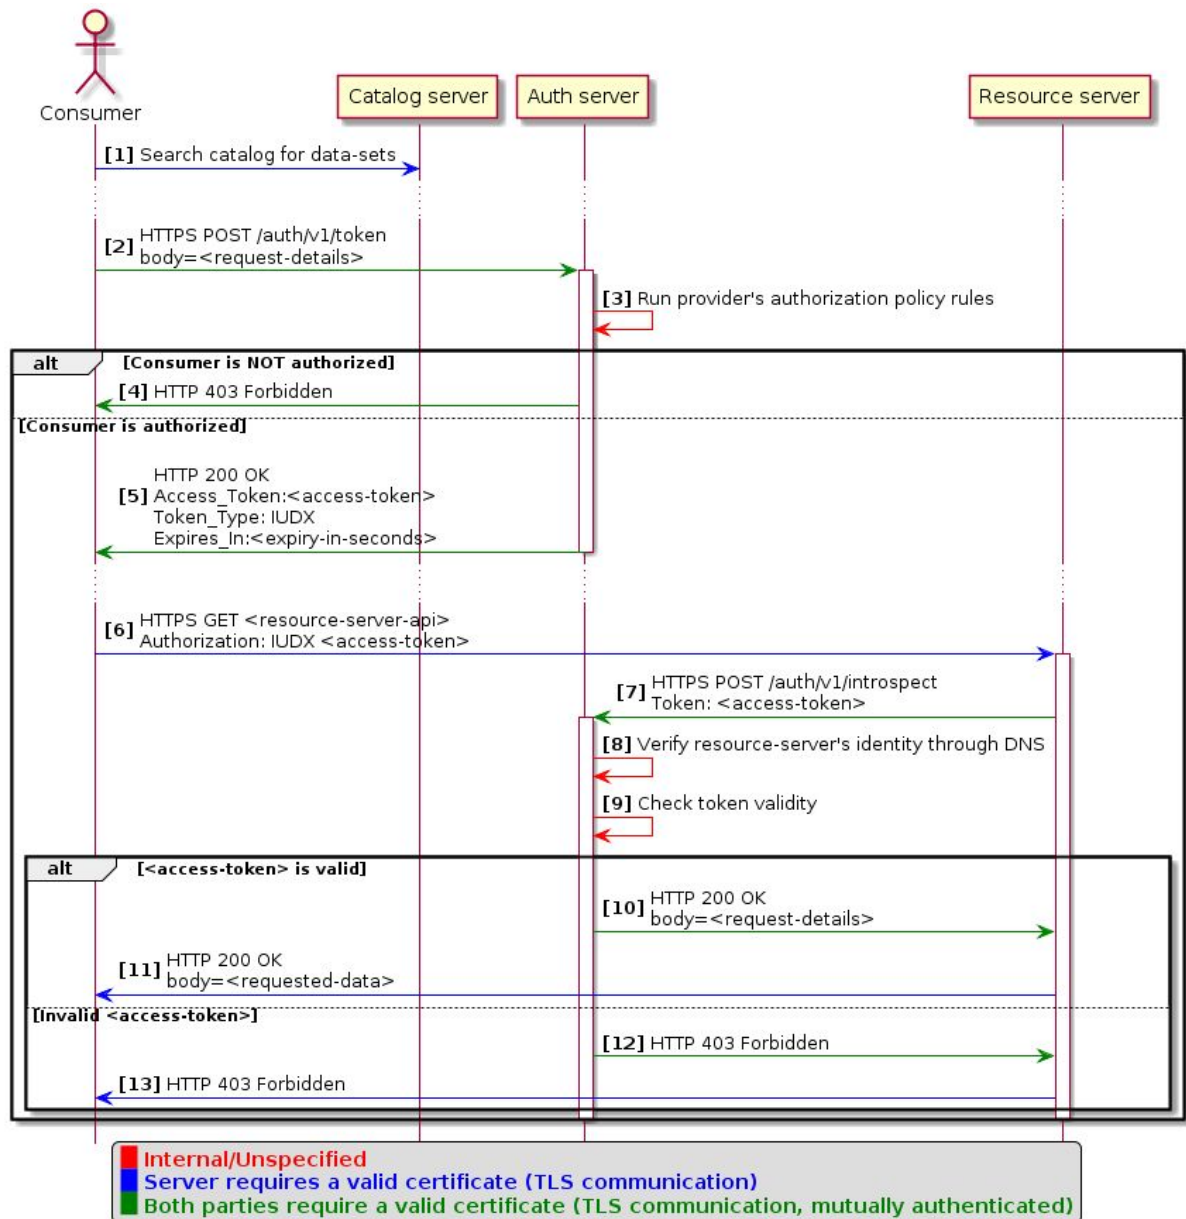 Consumer
Catalog server
Auth server
Resource server
[1] Search catalog for data-sets
[2] HTTPS POST /auth/v1/token
body=<request-details>
[3] Run provider's authorization policy rules
alt [Consumer is NOT authorized]
[4] HTTP 403 Forbidden
[Consumer is authorized]
HTTP 200 OK
[5] Access_Token:<access-token>
Token_Type: IUDX
Expires_In:<expiry-in-seconds>
[6] HTTPS GET <resource-server-api>
Authorization: IUDX <access-token>
[7] HTTPS POST /auth/v1/introspect
Token: <access-token>
[8] Verify resource-server's identity through DNS
[9] Check token validity
alt [<access-token> is valid]
[10] HTTP 200 OK
body=<request-details>
[11] HTTP 200 OK
body=<requested-data>
[Invalid <access-token>]
[12] HTTP 403 Forbidden
[13] HTTP 403 Forbidden
Internal/Unspecified
Server requires a valid certificate (TLS communication)
Both parties require a valid certificate (TLS communication, mutually authenticated)